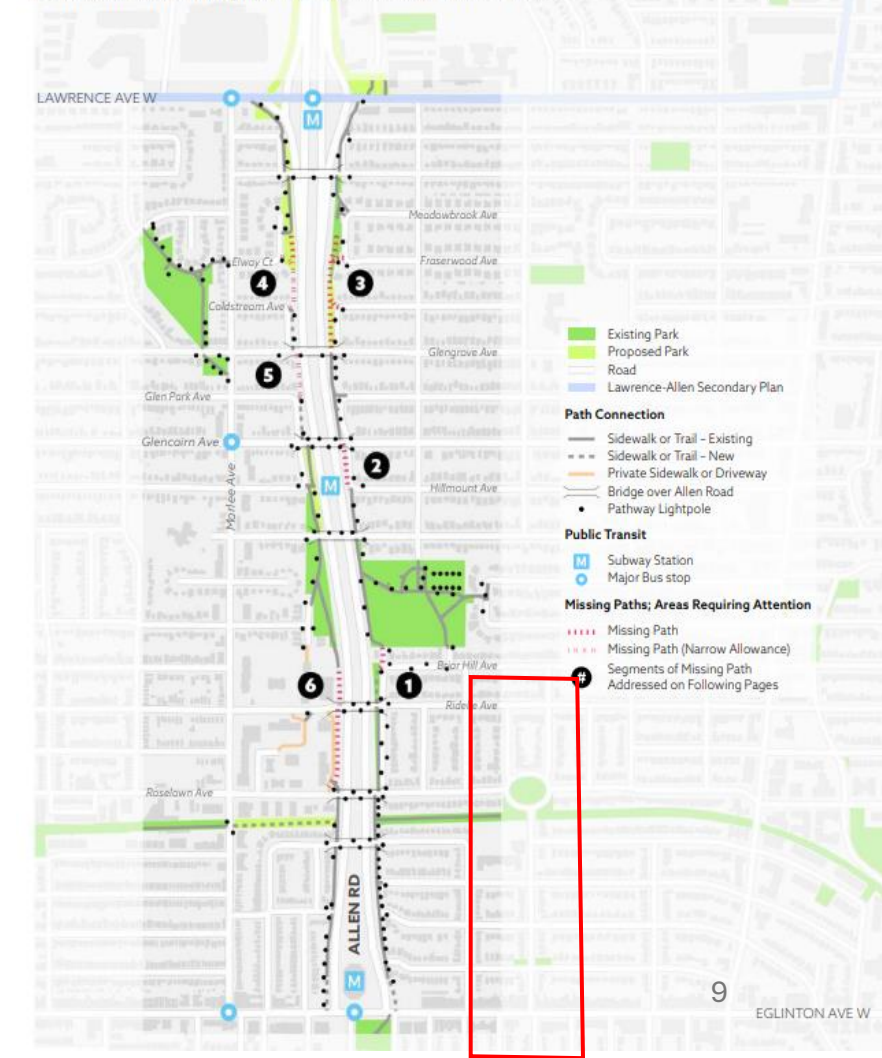 LAWRENCE AVE W
M
Meadowbrook Ave
Elway Ct
Fraserwood Ave
4
3
Coldstream Ave
Existing Park
Proposed Park
Road
Lawrence-Allen Secondary Plan
Glengrove Ave
5
Glen Park Ave
Path Connection
Sidewalk or Trail - Existing
Sidewalk or Trail - New
Private Sidewalk or Driveway
Bridge over Allen Road
Pathway Lightpole
Glencairn Ave
2
Marlee Ave
M
Hillmount Ave
Public Transit
M Subway Station
Major Bus stop
Missing Paths; Areas Requiring Attention
Missing Path
Missing Path (Narrow Allowance)
# Segments of Missing Path
Addressed on Following Pages
Briar Hill Ave
6
1
Ave
Roselawn Ave
ALLEN RD
M
9
EGLINTON AVE W